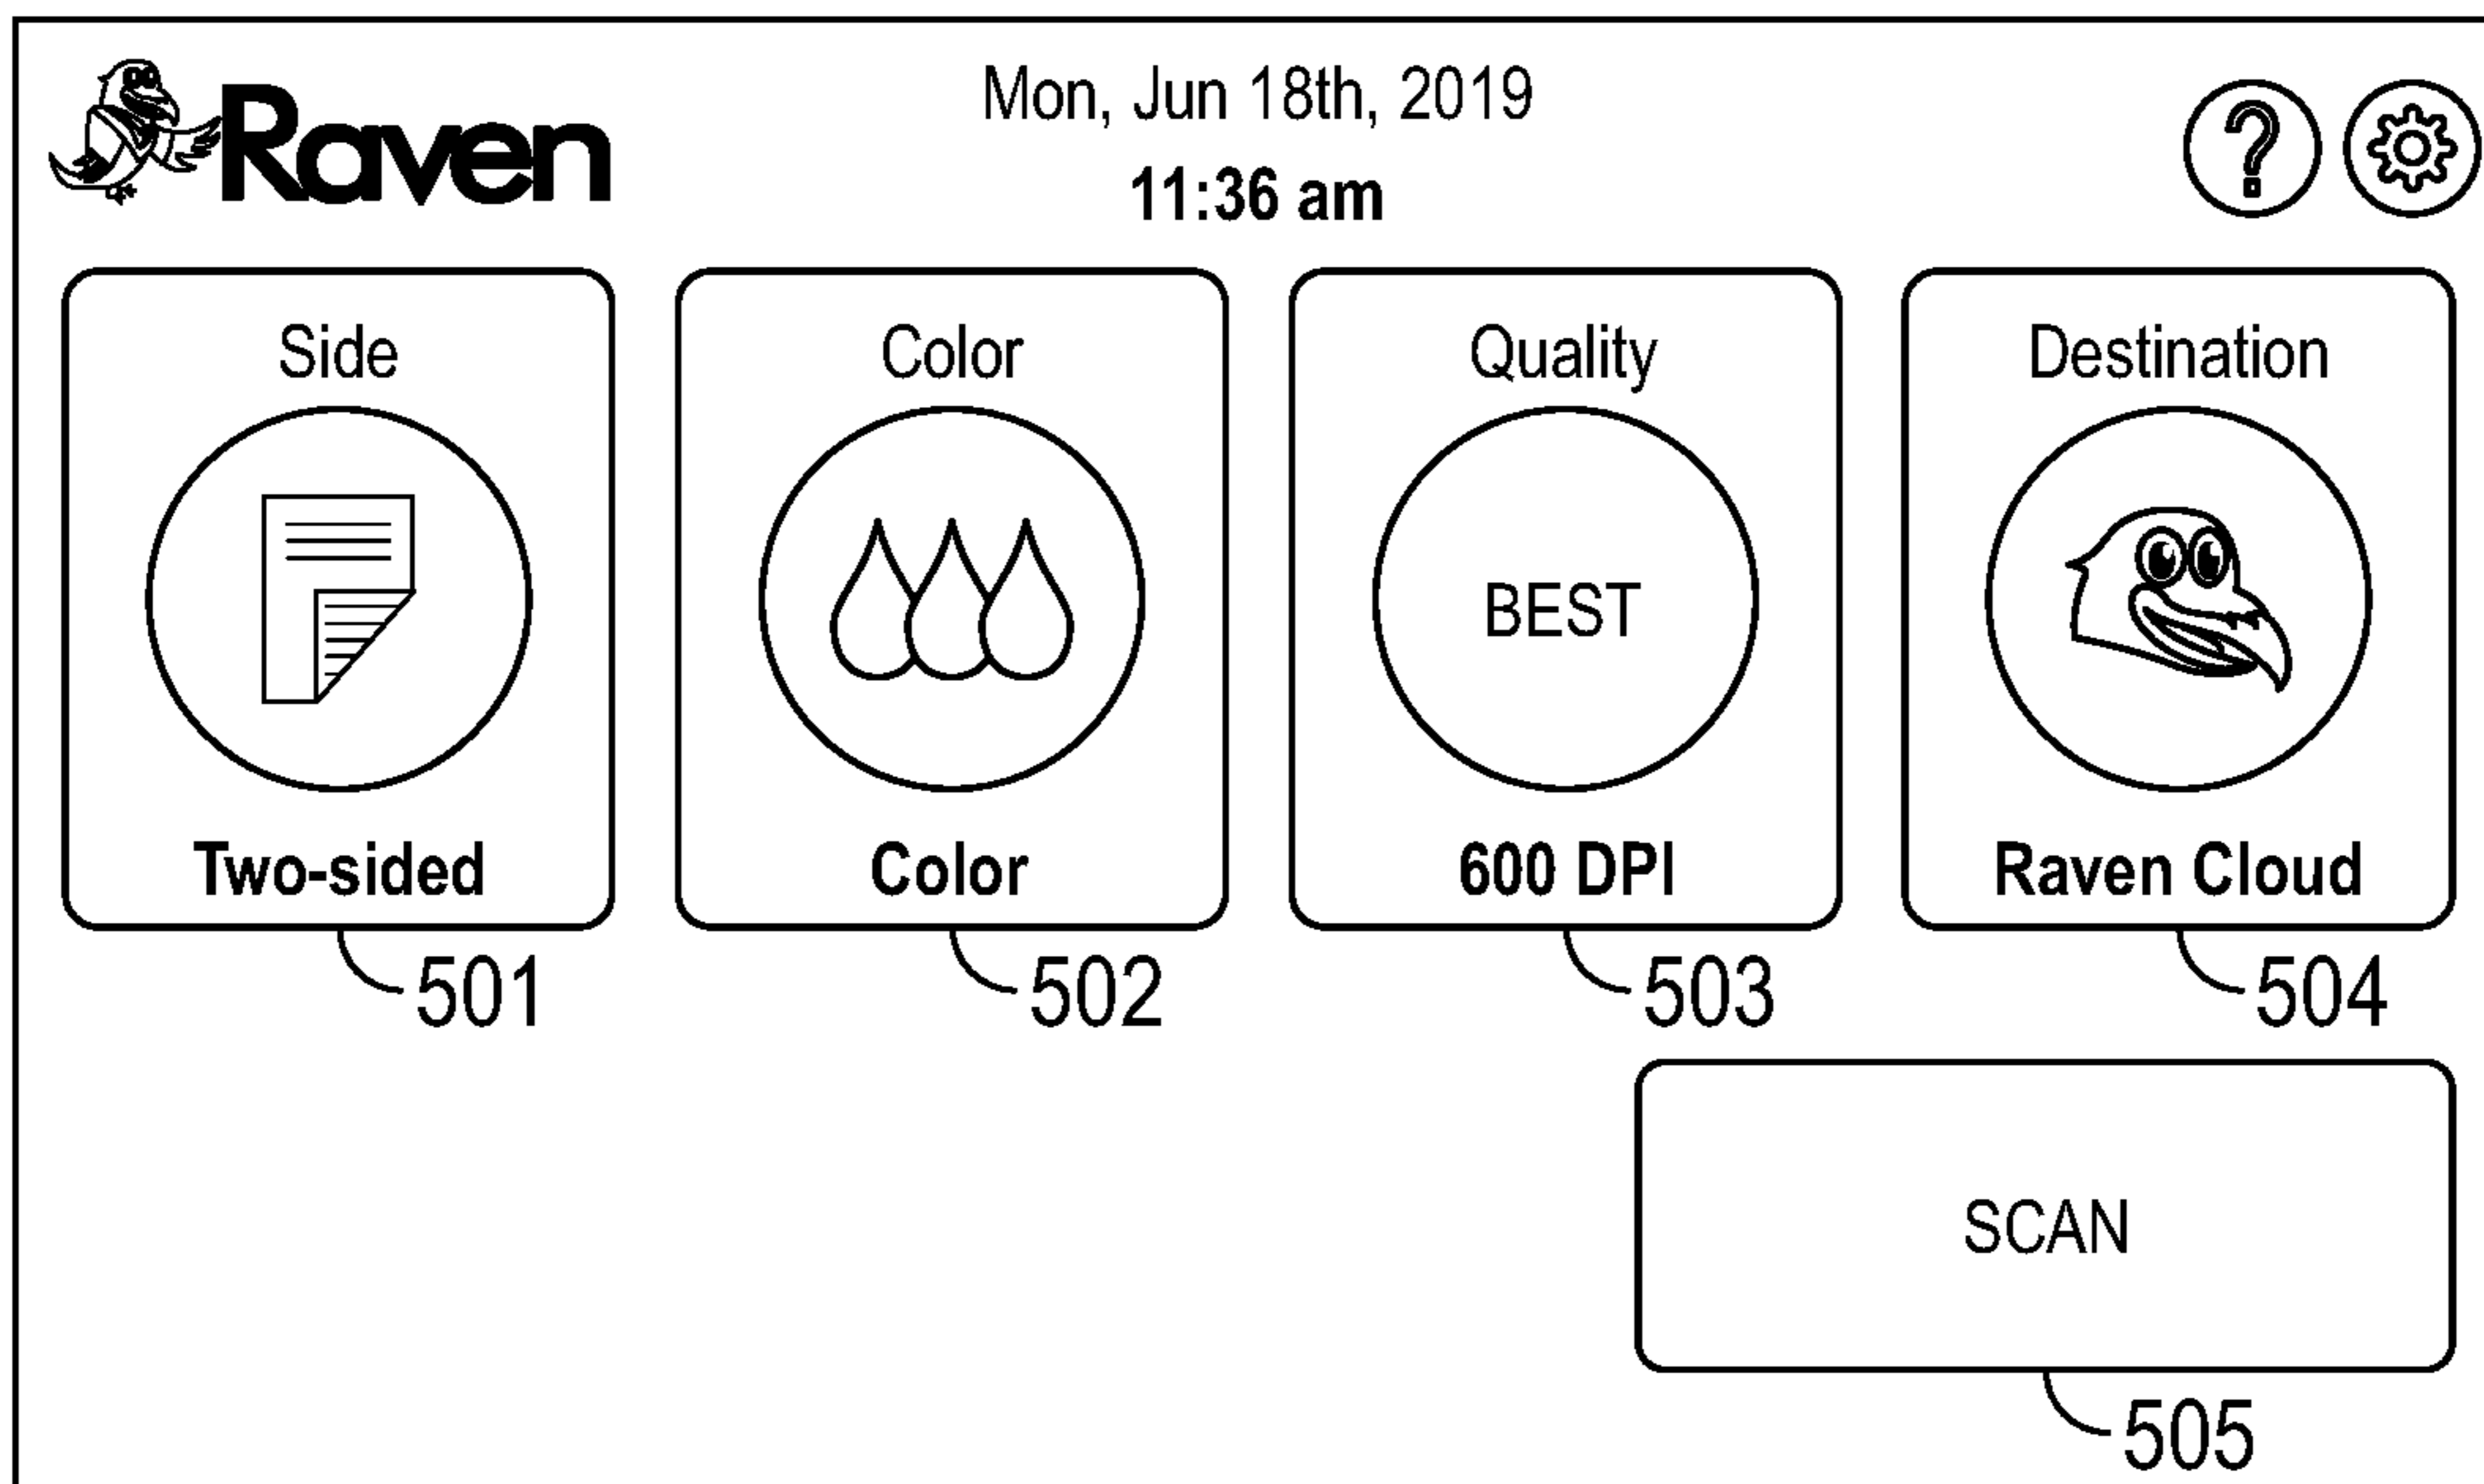 Raven
Mon, Jun 18th, 2019
11:36 am
?
Side
Two-sided
501
Color
Color
502
Quality
BEST
600 DPI
503
Destination
Raven Cloud
504
SCAN
505